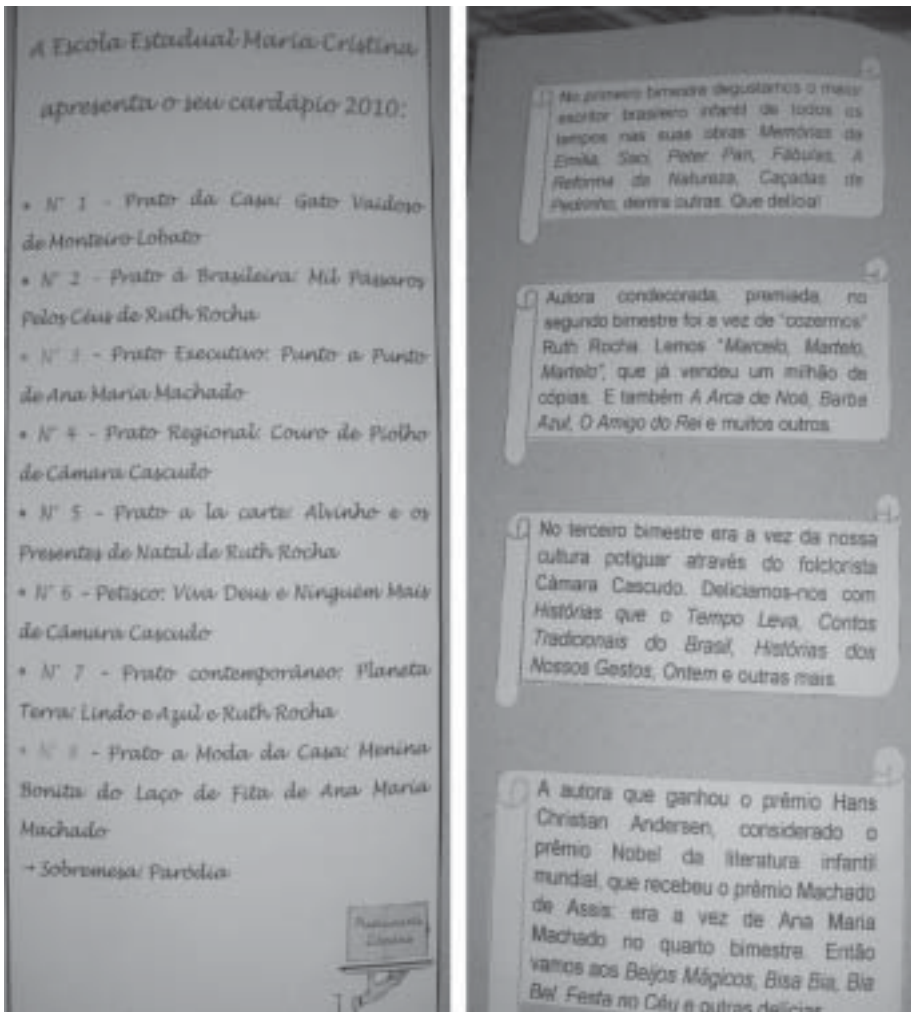 A Escola Estadual Maria Cristina
apresenta o seu cardápio 2010:
• Nº 1 - Prato da Casa: Gato Vaidoso
de Monteiro Lobato
• Nº 2 - Prato á Brasileira: Mil Pássaros
Pelos Céus de Ruth Rocha
• Nº 3 - Prato Executivo: Punto a Punto
de Ana Maria Machado
• Nº 4 - Prato Regional: Couro de Piolho
de Câmara Cascudo
• Nº 5 - Prato a la carte: Alvinho e os
Presentes de Natal de Ruth Rocha
• Nº 6 - Petisco: Viva Deus e Ninguém Mais
de Câmara Cascudo
• Nº 7 - Prato contemporâneo: Planeta
Terra: Lindo e Azul e Ruth Rocha
• Nº 8 - Prato a Moda da Casa: Menina
Bonita do Laço de Fita de Ana Maria
Machado
→ Sobremesa: Paródia
No primeiro bimestre degustamos o maior
escritor brasileiro infantil de todos os
tempos nas suas obras Memórias da
Emília, Saci, Peter Pan, Fábulas, A
Reforma da Natureza, Caçadas de
Pedrinho, dentre outras. Que delícia!
Autora condecorada, premiada, no
segundo bimestre foi a vez de "cozermos"
Ruth Rocha. Lemos "Marcelo, Martelo,
Martelo", que já vendeu um milhão de
cópias. E também A Arca de Noé, Barba
Azul, O Amigo do Rei e muitos outros.
No terceiro bimestre era a vez da nossa
cultura potiguar através do folclorista
Câmara Cascudo. Deliciamos-nos com
Histórias que o Tempo Leva, Contos
Tradicionais do Brasil, Histórias dos
Nossos Gestos, Ontem e outras mais.
A autora que ganhou o prêmio Hans
Christian Andersen, considerado o
prêmio Nobel da literatura infantil
mundial, que recebeu o prêmio Machado
de Assis: era a vez de Ana Maria
Machado no quarto bimestre. Então
vamos aos Beijos Mágicos, Bisa Bia, Bia
Bel, Festa no Céu e outras delícias